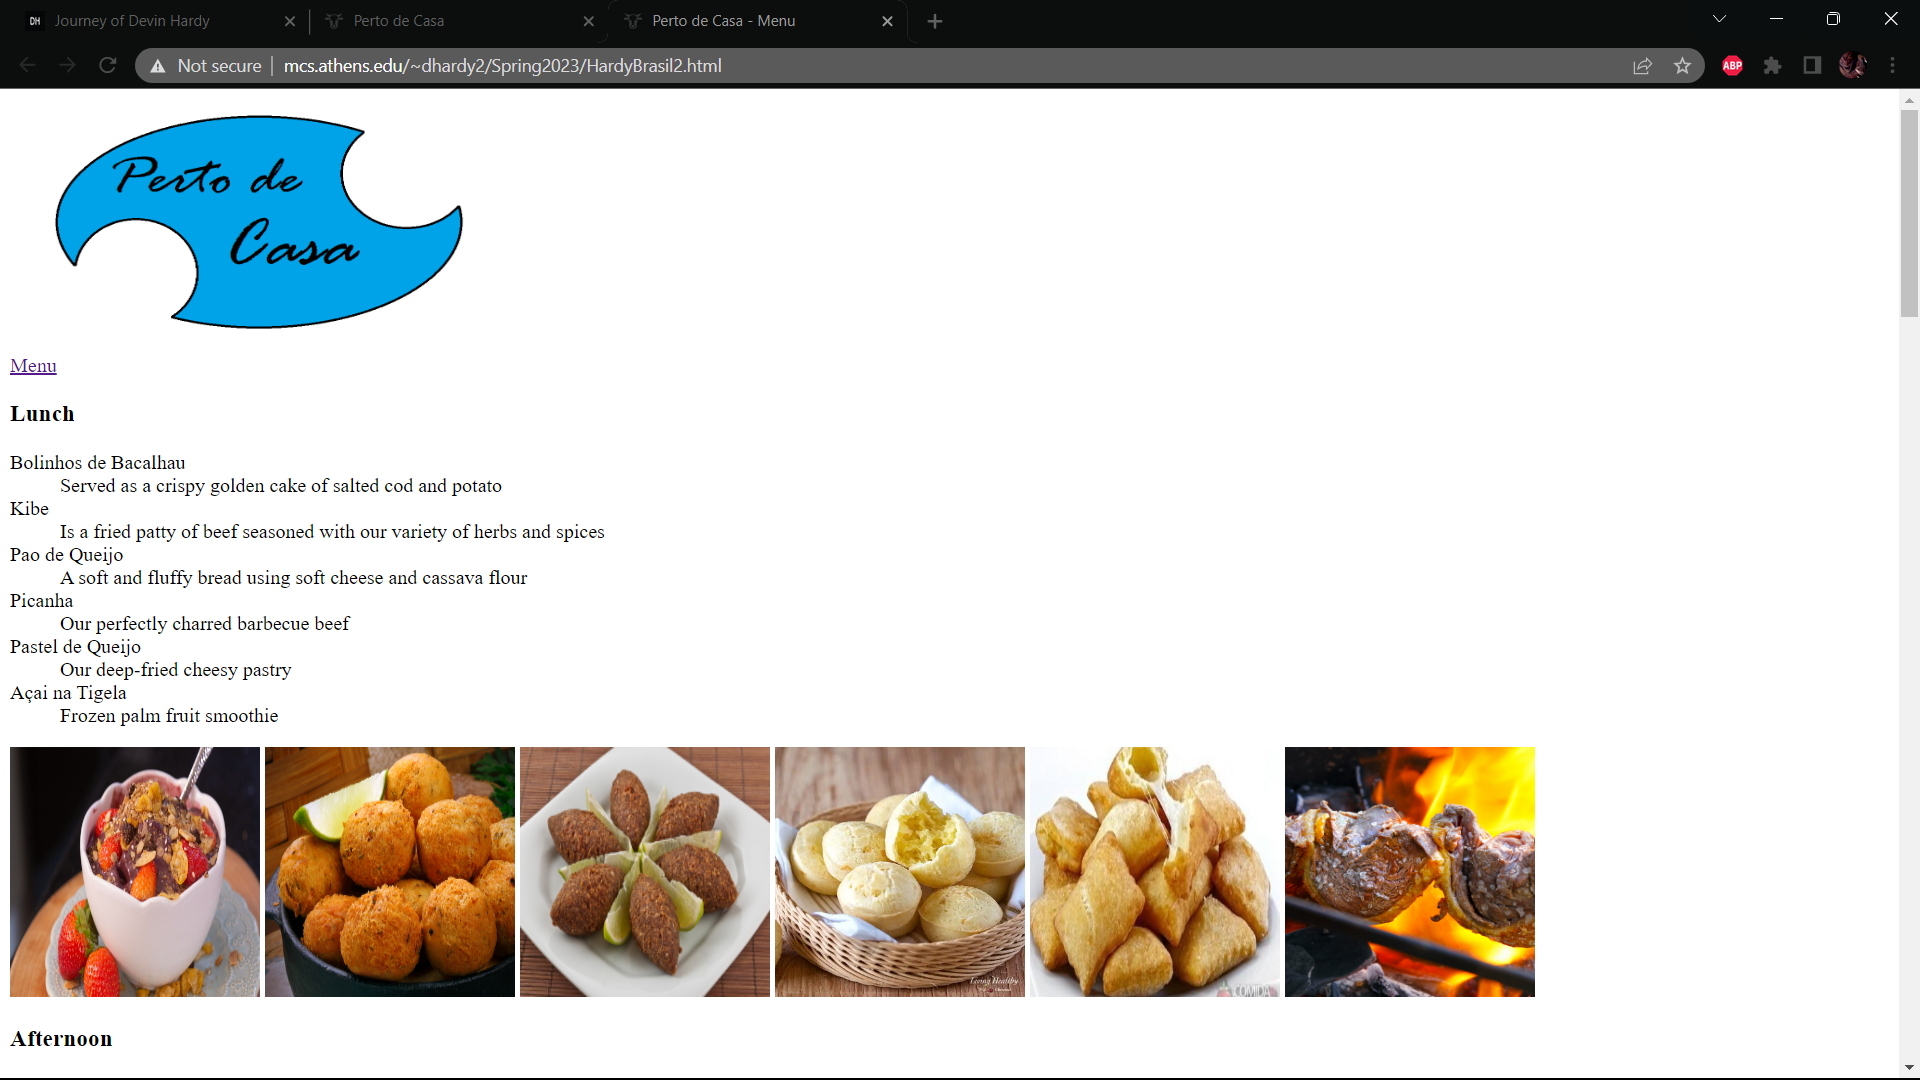 DH Journey of Devin Hardy
Perto de Casa
Perto de Casa - Menu
Not secure
mcs.athens.edu/~dhardy2/Spring2023/HardyBrasil2.html
ABP
Perto de
Casa
Menu
Lunch
Bolinhos de Bacalhau
Served as a crispy golden cake of salted cod and potato
Kibe
Is a fried patty of beef seasoned with our variety of herbs and spices
Pao de Queijo
A soft and fluffy bread using soft cheese and cassava flour
Picanha
Our perfectly charred barbecue beef
Pastel de Queijo
Our deep-fried cheesy pastry
Açai na Tigela
Frozen palm fruit smoothie
Living Healthy
COMIDA
Afternoon